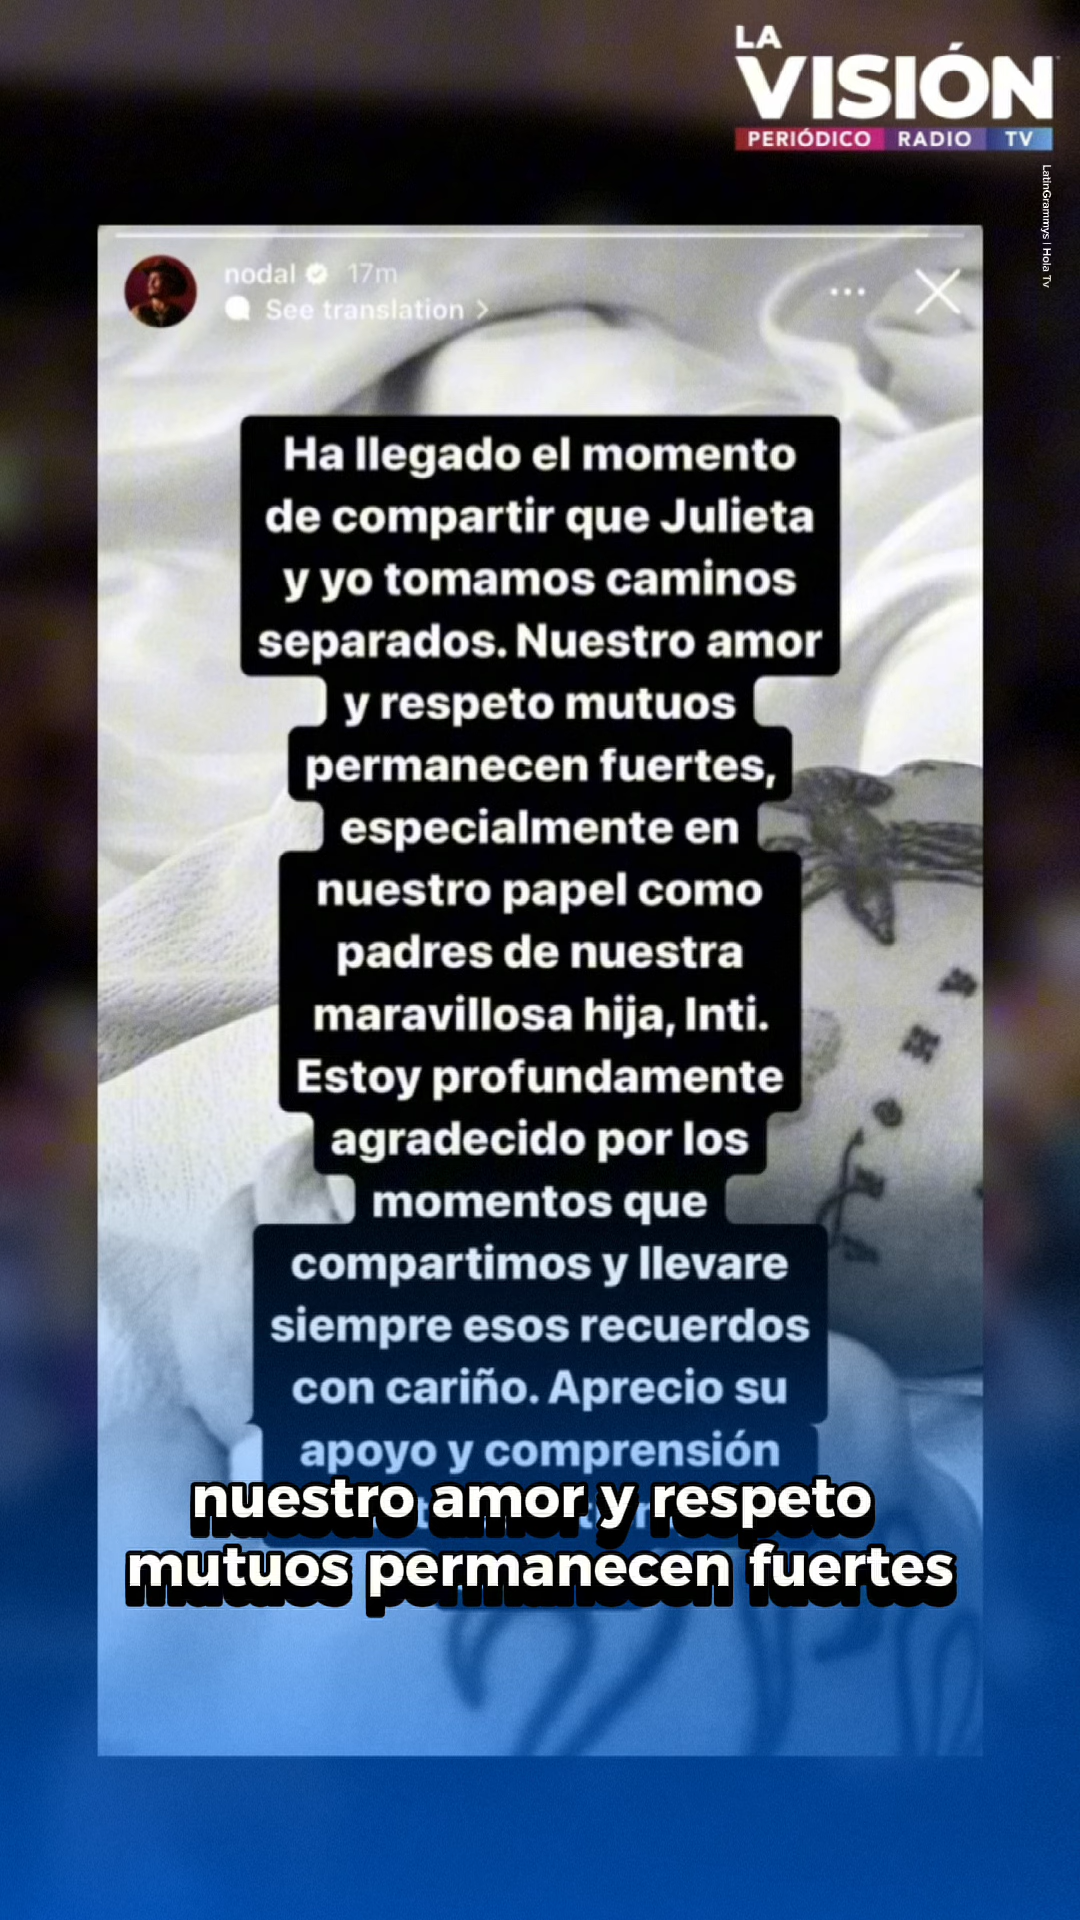 LA
VISIÓN
PERIÓDICO RADIO TV
LatinGrammys | Hola Tv
nodal 17m
See translation >
Ha llegado el momento
de compartir que Julieta
y yo tomamos caminos
separados. Nuestro amor
y respeto mutuos
permanecen fuertes,
especialmente en
nuestro papel como
padres de nuestra
maravillosa hija, Inti.
Estoy profundamente
agradecido por los
momentos que
compartimos y llevare
siempre esos recuerdos
con cariño. Aprecio su
apoyo y comprensión
nuestro amor y respeto
mutuos permanecen fuertes